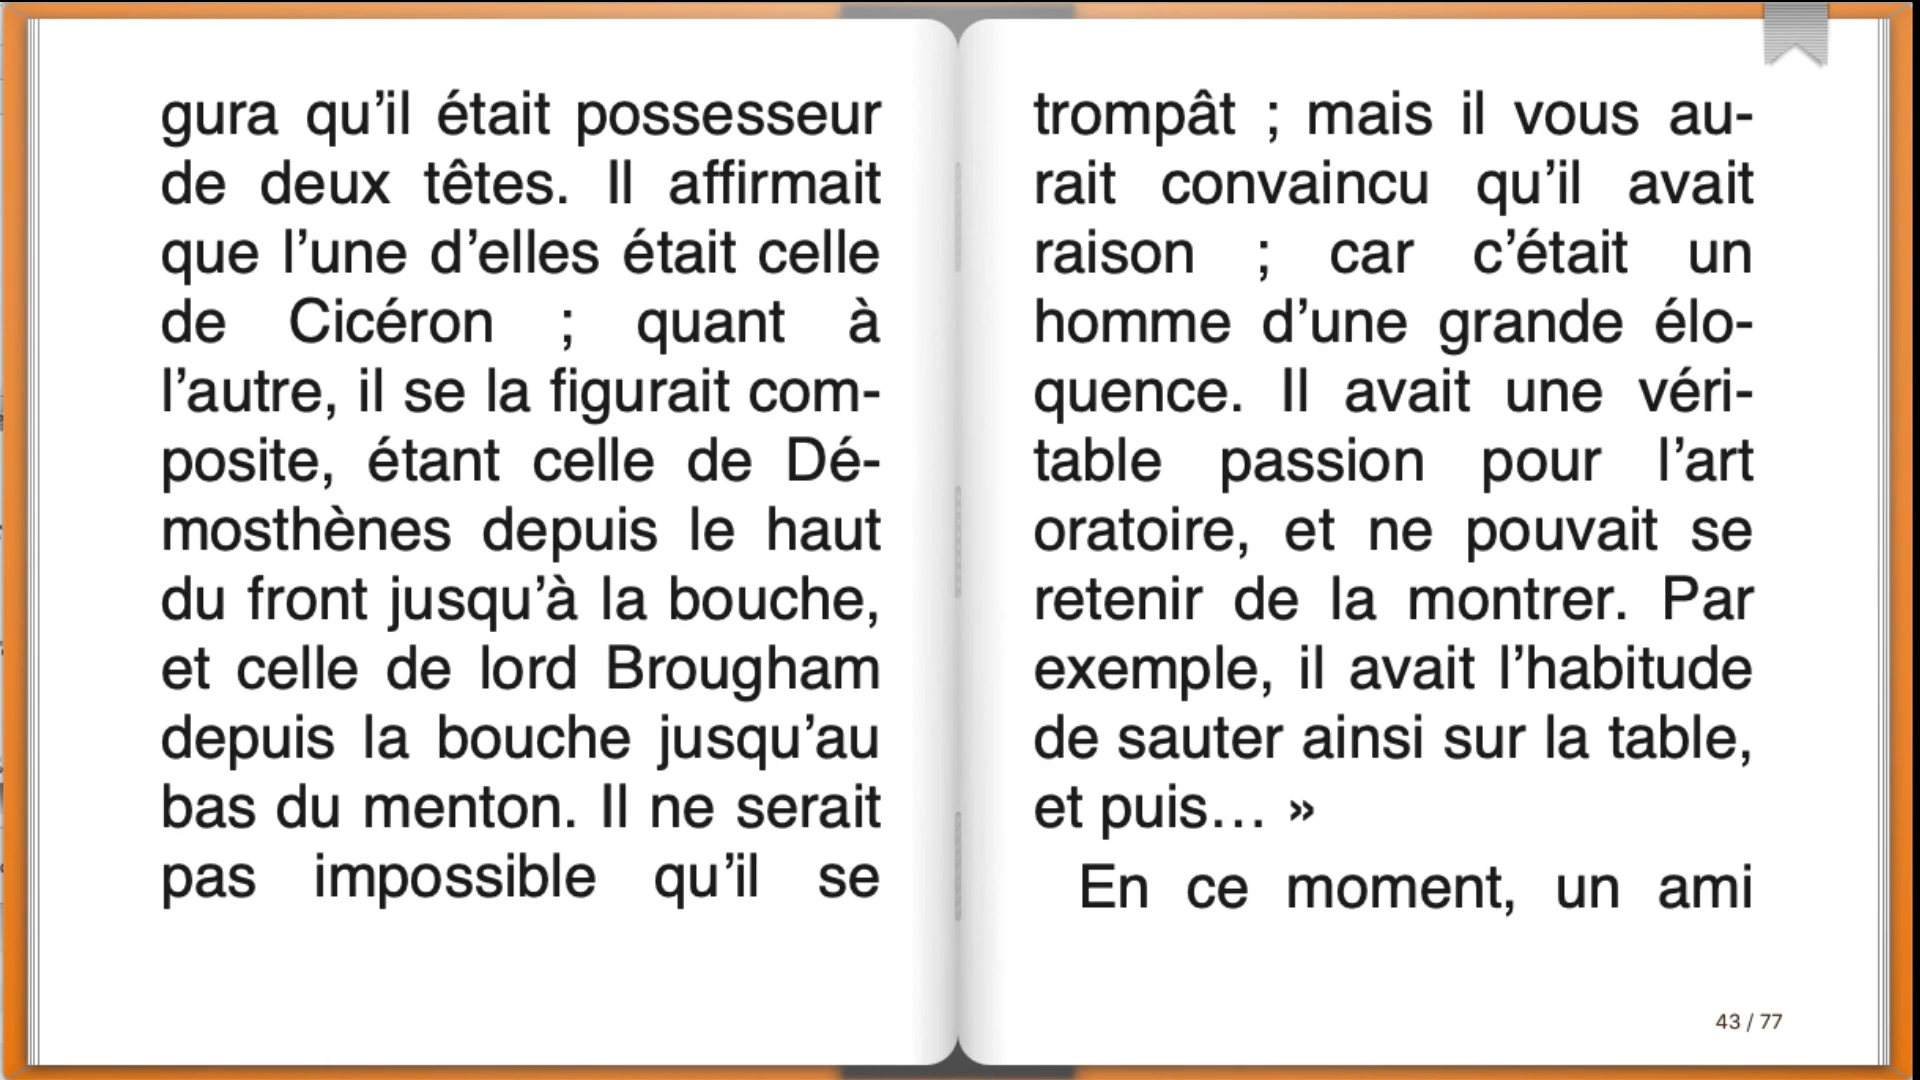 gura qu’il était possesseur
de deux têtes. Il affirmait
que l’une d’elles était celle
de Cicéron ; quant à
l’autre, il se la figurait com-
posite, étant celle de Dé-
mosthènes depuis le haut
du front jusqu’à la bouche,
et celle de lord Brougham
depuis la bouche jusqu’au
bas du menton. Il ne serait
pas impossible qu’il se
trompât ; mais il vous au-
rait convaincu qu’il avait
raison ; car c’était un
homme d’une grande élo-
quence. Il avait une véri-
table passion pour l’art
oratoire, et ne pouvait se
retenir de la montrer. Par
exemple, il avait l’habitude
de sauter ainsi sur la table,
et puis… »
En ce moment, un ami
43 / 77